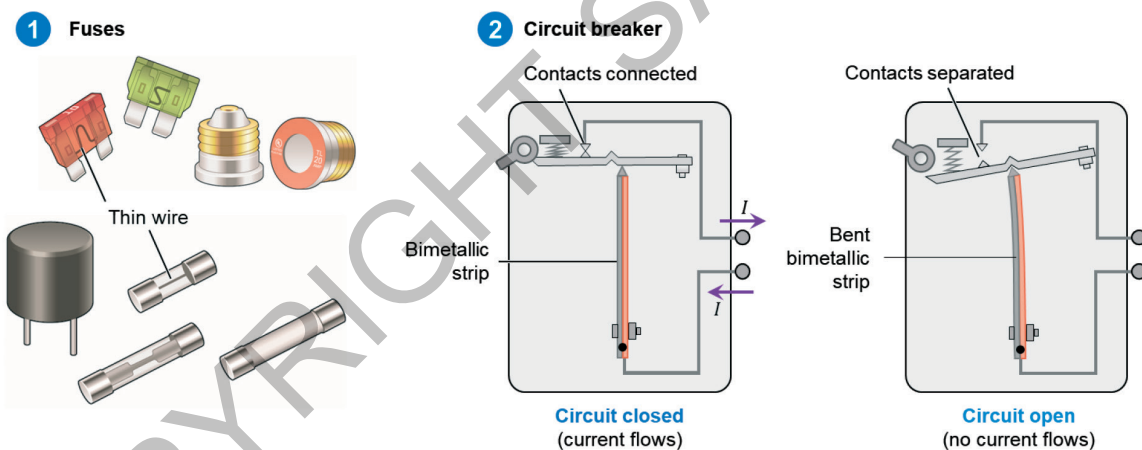 1 Fuses
Thin wire
2 Circuit breaker
Contacts connected
Bimetallic
strip
I
I
Circuit closed
(current flows)
Contacts separated
Bent
bimetallic
strip
Circuit open
(no current flows)
COPYRIGHT